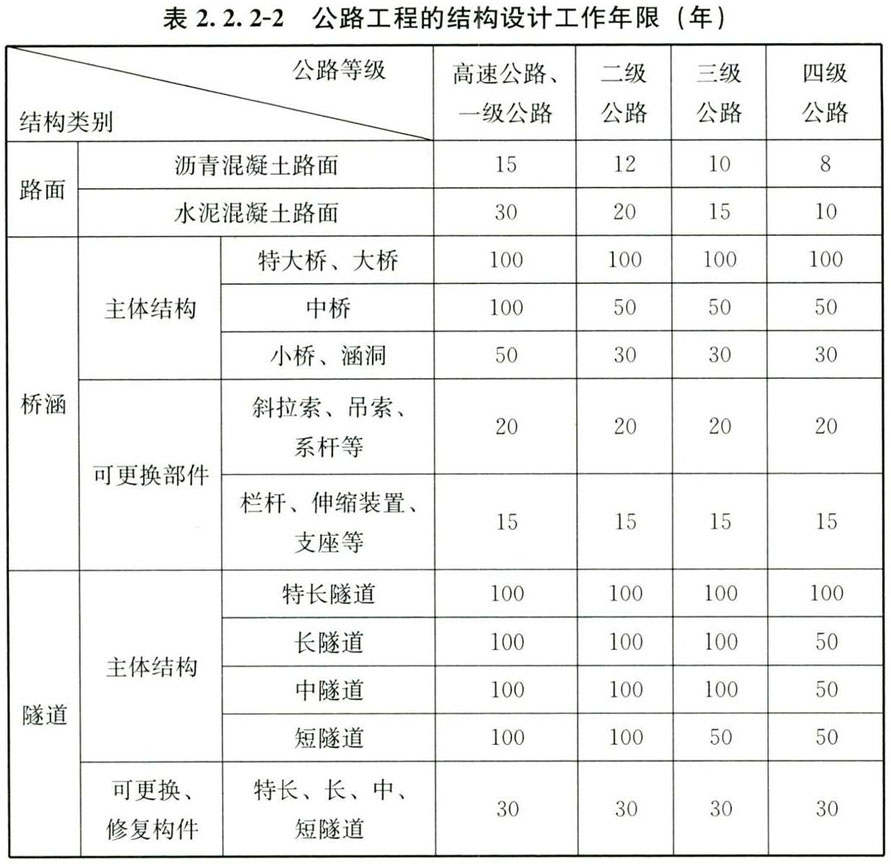 表 2.2.2-2 公路工程的结构设计工作年限(年)
公路等级
结构类别
高速公路、
一级公路
二级
公路
三级
公路
四级
公路
路面
沥青混凝土路面 15 12 10 8
水泥混凝土路面 30 20 15 10
桥涵
主体结构
特大桥、大桥 100 100 100 100
中桥 100 50 50 50
小桥、涵洞 50 30 30 30
可更换部件
斜拉索、吊索、
系杆等
20 20 20 20
栏杆、伸缩装置、
支座等
15 15 15 15
隧道
主体结构
特长隧道 100 100 100 100
长隧道 100 100 100 50
中隧道 100 100 100 50
短隧道 100 100 50 50
可更换、
修复构件
特长、长、中、
短隧道
30 30 30 30